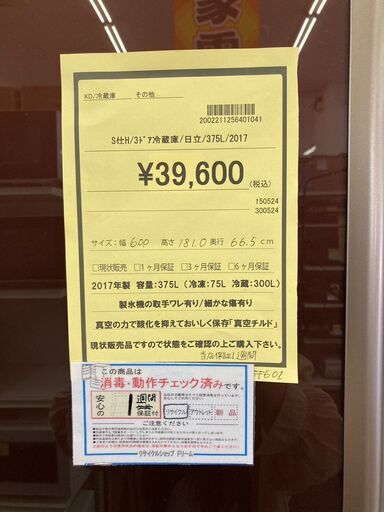 家電
KD/冷蔵庫 その他
2002211256401041
S仕H/3ﾄﾞｱ冷蔵庫/日立/375L/2017
¥39,600(税込)
150524
300524
サイズ:幅 600 高さ 181.0 奥行 66.5cm
□現状販売 □1ヶ月保証 □3ヶ月保証 □6ヶ月保証
2017年製 容量:375L(冷凍:75L 冷蔵:300L)
製氷機の取手ワレ有り/細かな傷有り
真空の力で酸化を抑えておいしく保存「真空チルド」
現状販売品ですので状態をご確認の上ご購入下さい。
当店保証1週間
この商品は
消毒・動作チェック済みです。
安心の 1週間 保証付
リサイクル アウトレット 新品
ご注意ください
リサイクルショップ ドリーム